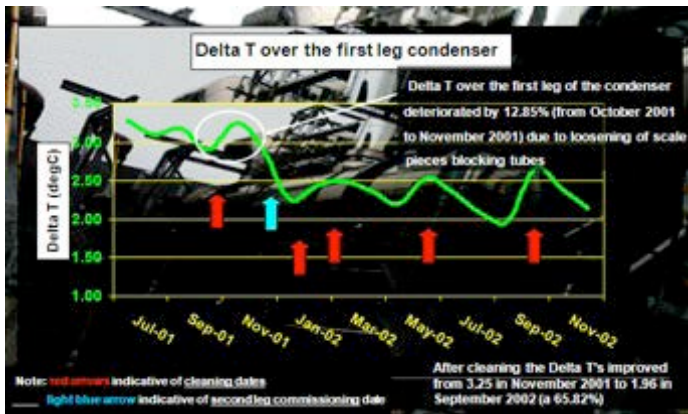 Delta T over the first leg condenser
Delta T over the first leg of the condenser
deteriorated by 12.85% (from October 2001
to November 2001) due to loosening of scale
pieces blocking tubes
Delta T (degC)
3.50
3.00
2.50
2.00
1.50
1.00
Jul-01
Sep-01
Nov-01
Jan-02
Mar-02
May-02
Jul-02
Sep-02
Nov-02
Note: red arrows indicative of cleaning dates
light blue arrow indicative of second leg commissioning date
After cleaning the Delta T's improved
from 3.25 in November 2001 to 1.96 in
September 2002 (a 65.82%)